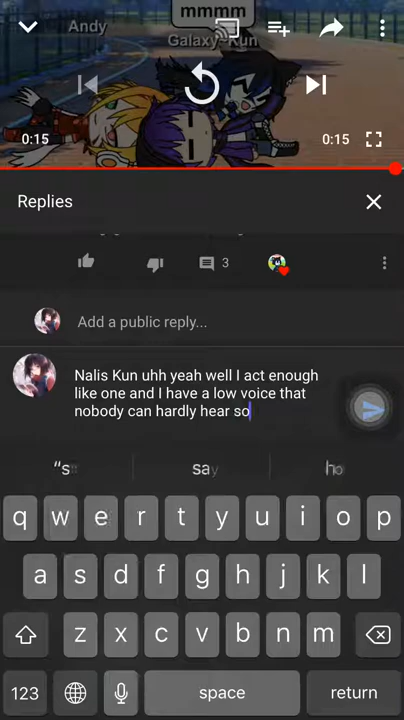 mmmm
Andy
Galaxy~Kun
0:15
0:15
Replies
3
Add a public reply...
Nalis Kun uhh yeah well I act enough
like one and I have a low voice that
nobody can hardly hear so
say
q w e r t y u i o p
a s d f g h j k l
z x c v b n m
123 space return